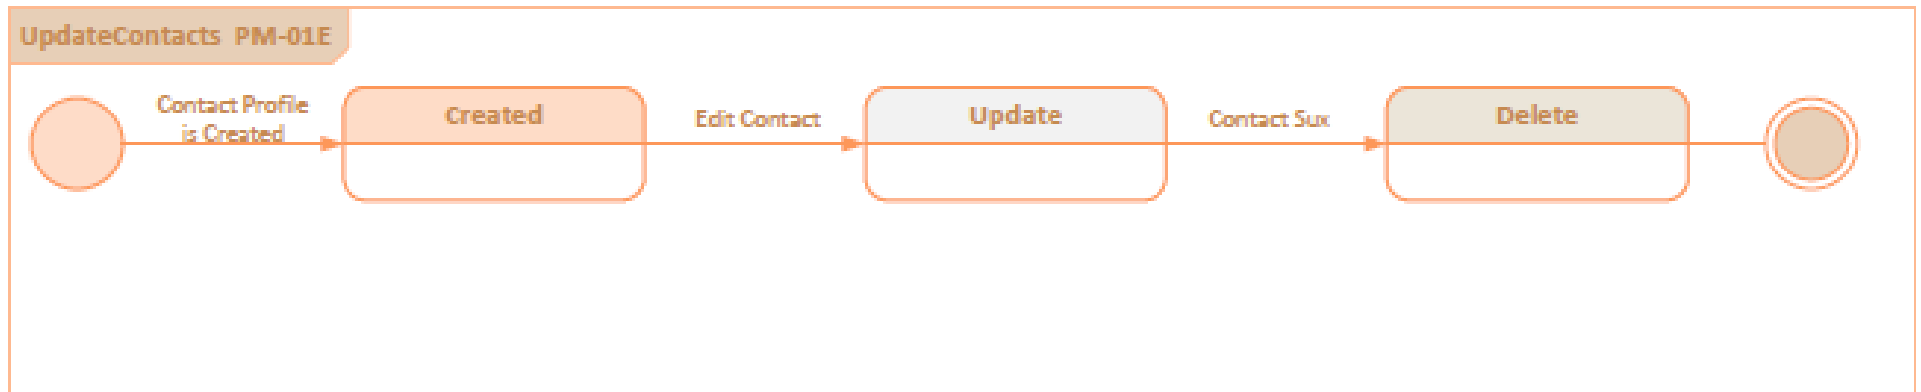 UpdateContacts PM-01E
Contact Profile
is Created
Created
Edit Contact
Update
Contact Sux
Delete